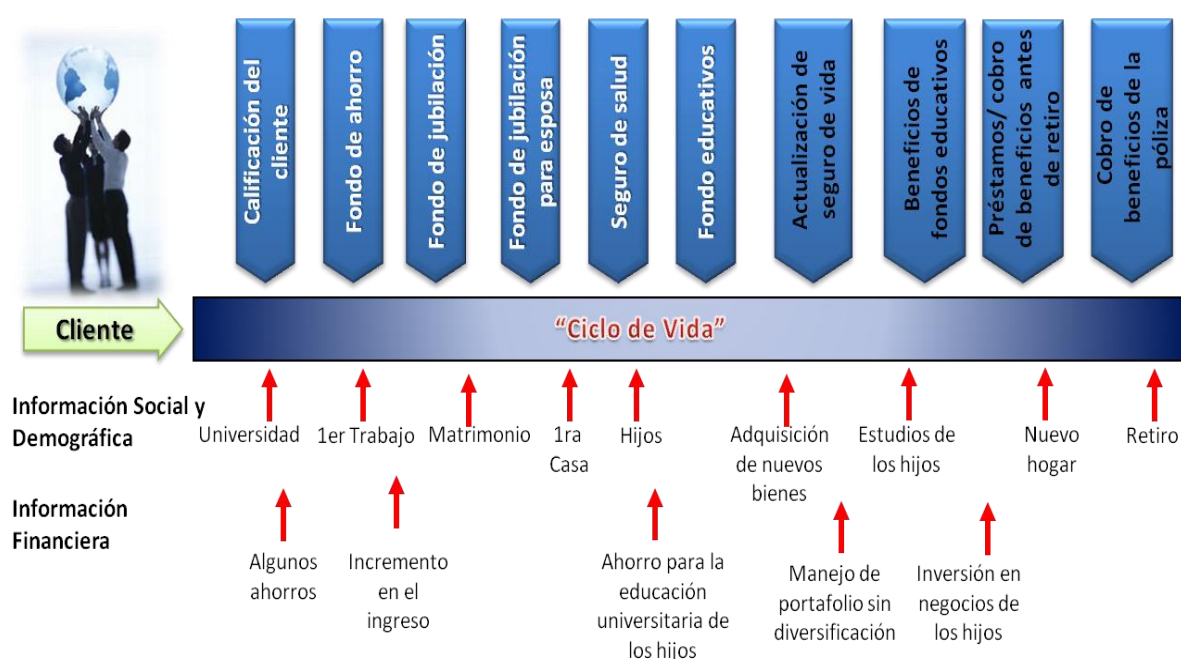 Calificación del
cliente
Fondo de ahorro
Fondo de jubilación
Fondo de jubilación
para esposa
Seguro de salud
Fondo educativos
Actualización de
seguro de vida
Beneficios de
fondos educativos
Préstamos/ cobro
de beneficios antes
de retiro
Cobro de
beneficios de la
póliza
Cliente
“Ciclo de Vida”
Información Social y
Demográfica
Universidad
1er Trabajo
Matrimonio
1ra
Casa
Hijos
Adquisición
de nuevos
bienes
Estudios de
los hijos
Nuevo
hogar
Retiro
Información
Financiera
Algunos
ahorros
Incremento
en el
ingreso
Ahorro para la
educación
universitaria de
los hijos
Manejo de
portafolio sin
diversificación
Inversión en
negocios de
los hijos